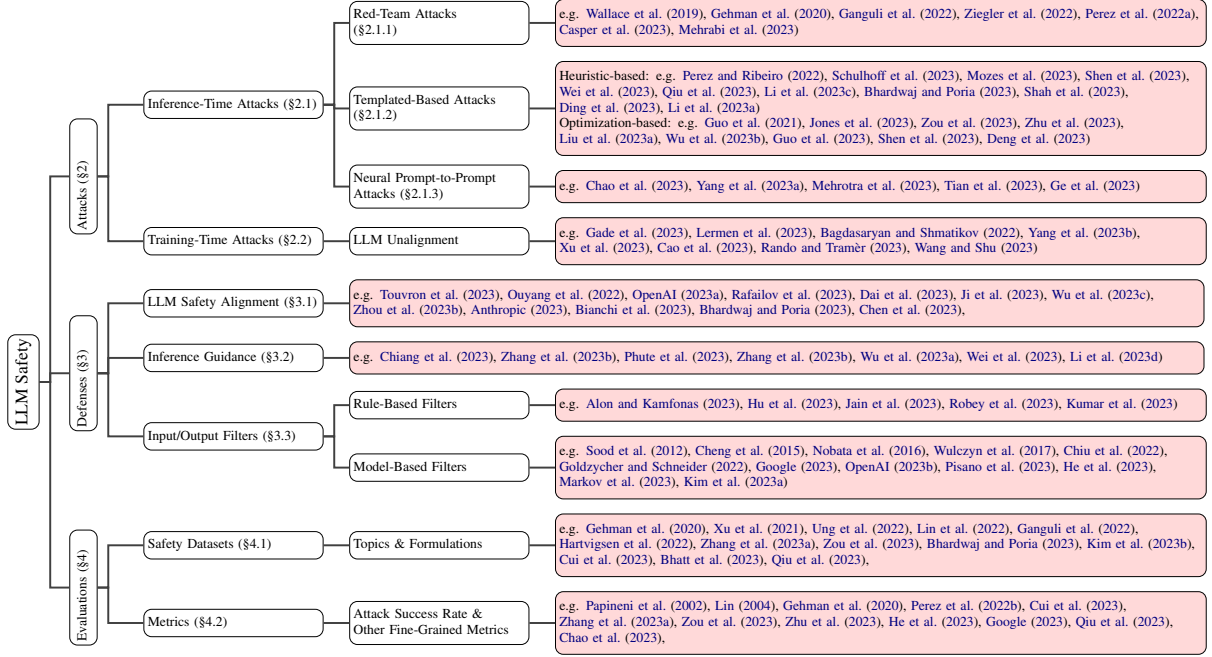 LLM Safety
Attacks (§2)
Inference-Time Attacks (§2.1)
Red-Team Attacks
(§2.1.1)
e.g. Wallace et al. (2019), Gehman et al. (2020), Ganguli et al. (2022), Ziegler et al. (2022), Perez et al. (2022a),
Casper et al. (2023), Mehrabi et al. (2023)
Templated-Based Attacks
(§2.1.2)
Heuristic-based: e.g. Perez and Ribeiro (2022), Schulhoff et al. (2023), Mozes et al. (2023), Shen et al. (2023),
Wei et al. (2023), Qiu et al. (2023), Li et al. (2023c), Bhardwaj and Poria (2023), Shah et al. (2023),
Ding et al. (2023), Li et al. (2023a)
Optimization-based: e.g. Guo et al. (2021), Jones et al. (2023), Zou et al. (2023), Zhu et al. (2023),
Liu et al. (2023a), Wu et al. (2023b), Guo et al. (2023), Shen et al. (2023), Deng et al. (2023)
Neural Prompt-to-Prompt
Attacks (§2.1.3)
e.g. Chao et al. (2023), Yang et al. (2023a), Mehrotra et al. (2023), Tian et al. (2023), Ge et al. (2023)
Training-Time Attacks (§2.2)
LLM Unalignment
e.g. Gade et al. (2023), Lermen et al. (2023), Bagdasaryan and Shmatikov (2022), Yang et al. (2023b),
Xu et al. (2023), Cao et al. (2023), Rando and Tramèr (2023), Wang and Shu (2023)
Defenses (§3)
LLM Safety Alignment (§3.1)
e.g. Touvron et al. (2023), Ouyang et al. (2022), OpenAI (2023a), Rafailov et al. (2023), Dai et al. (2023), Ji et al. (2023), Wu et al. (2023c),
Zhou et al. (2023b), Anthropic (2023), Bianchi et al. (2023), Bhardwaj and Poria (2023), Chen et al. (2023),
Inference Guidance (§3.2)
e.g. Chiang et al. (2023), Zhang et al. (2023b), Phute et al. (2023), Zhang et al. (2023b), Wu et al. (2023a), Wei et al. (2023), Li et al. (2023d)
Input/Output Filters (§3.3)
Rule-Based Filters
e.g. Alon and Kamfonas (2023), Hu et al. (2023), Jain et al. (2023), Robey et al. (2023), Kumar et al. (2023)
Model-Based Filters
e.g. Sood et al. (2012), Cheng et al. (2015), Nobata et al. (2016), Wulczyn et al. (2017), Chiu et al. (2022),
Goldzycher and Schneider (2022), Google (2023), OpenAI (2023b), Pisano et al. (2023), He et al. (2023),
Markov et al. (2023), Kim et al. (2023a)
Evaluations (§4)
Safety Datasets (§4.1)
Topics & Formulations
e.g. Gehman et al. (2020), Xu et al. (2021), Ung et al. (2022), Lin et al. (2022), Ganguli et al. (2022),
Hartvigsen et al. (2022), Zhang et al. (2023a), Zou et al. (2023), Bhardwaj and Poria (2023), Kim et al. (2023b),
Cui et al. (2023), Bhatt et al. (2023), Qiu et al. (2023),
Metrics (§4.2)
Attack Success Rate &
Other Fine-Grained Metrics
e.g. Papineni et al. (2002), Lin (2004), Gehman et al. (2020), Perez et al. (2022b), Cui et al. (2023),
Zhang et al. (2023a), Zou et al. (2023), Zhu et al. (2023), He et al. (2023), Google (2023), Qiu et al. (2023),
Chao et al. (2023),